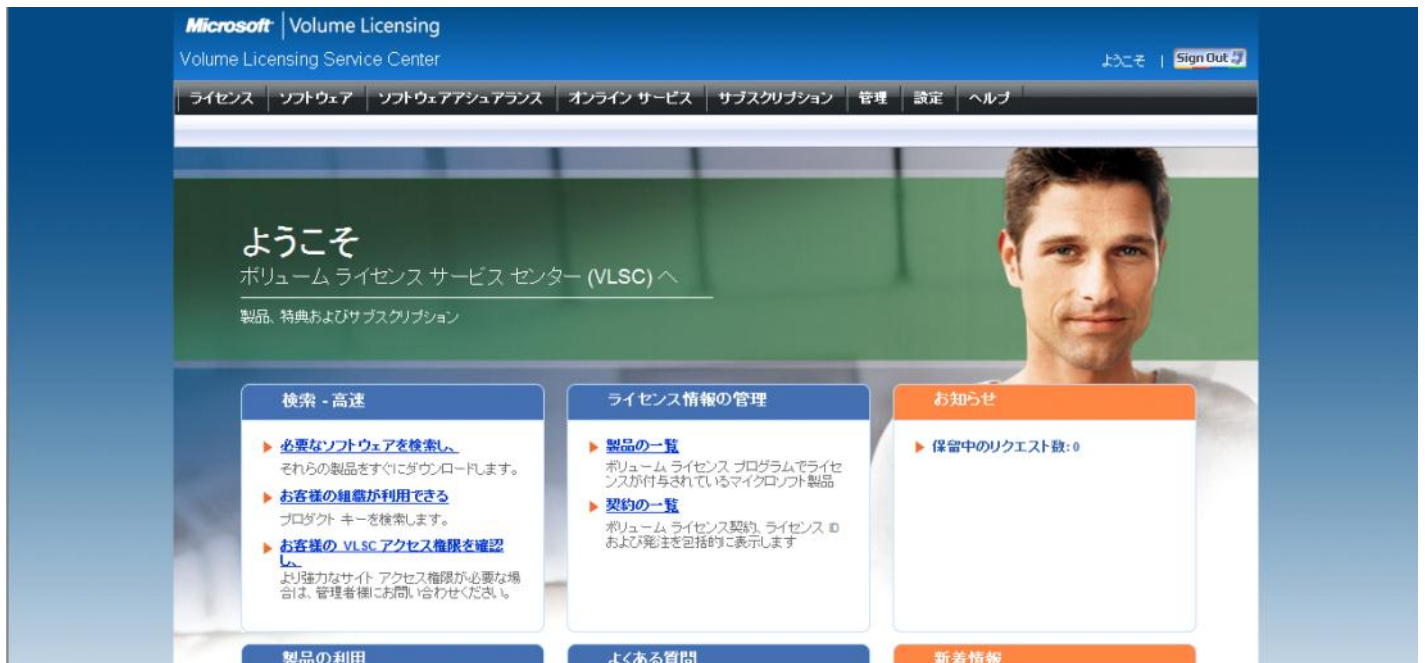 Microsoft | Volume Licensing
Volume Licensing Service Center
ようこそ | Sign Out
ライセンス ソフトウェア ソフトウェアアシュアランス オンライン サービス サブスクリプション 管理 設定 ヘルプ
ようこそ
ボリューム ライセンス サービス センター (VLSC) へ
製品、特典およびサブスクリプション
検索 - 高速
必要なソフトウェアを検索し、
それらの製品をすぐにダウンロードします。
お客様の組織が利用できる
プロダクト キーを検索します。
お客様の VLSC アクセス権限を確認
し、
より強力なサイト アクセス権限が必要な場
合は、管理者様にお問い合わせください。
ライセンス情報の管理
製品の一覧
ボリューム ライセンス プログラムでライセ
ンスが付与されているマイクロソフト製品
契約の一覧
ボリューム ライセンス契約、ライセンス ID
および発注を包括的に表示します
お知らせ
保留中のリクエスト数: 0
製品の利用
よくある質問
新着情報